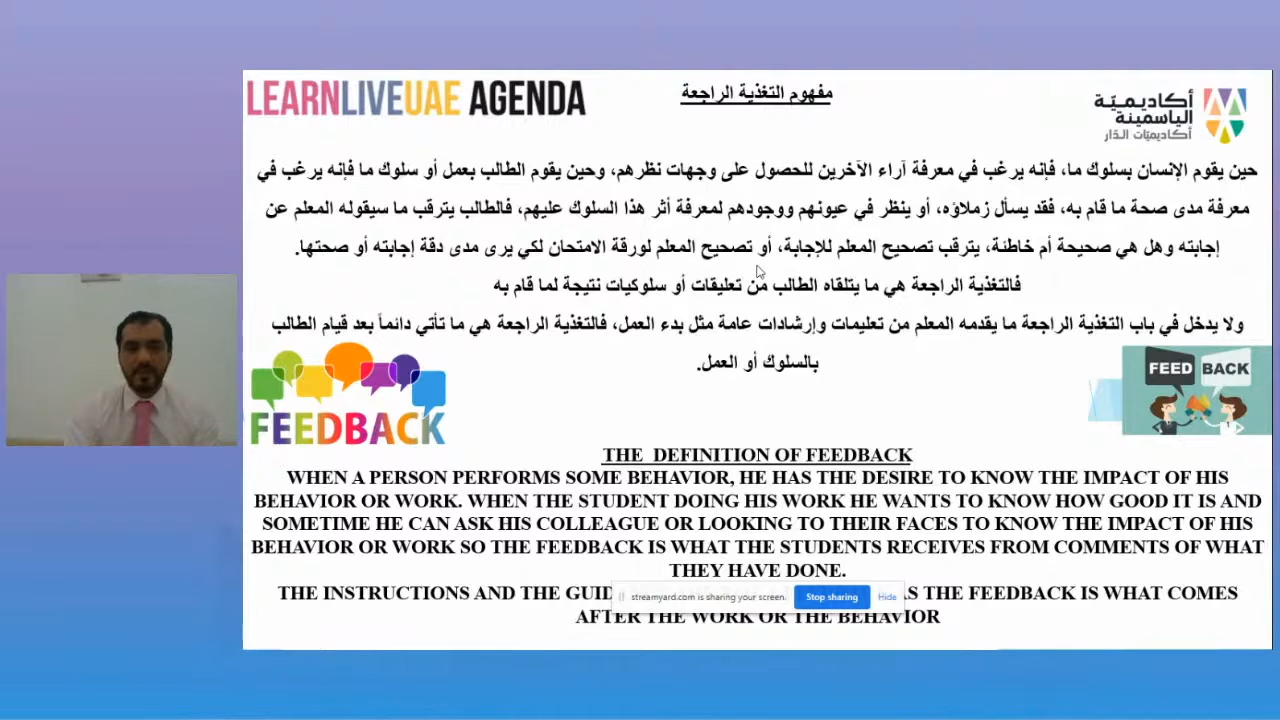 LEARNLIVEUAE AGENDA
مفهوم التغذية الراجعة
أكاديميّة
الياسمينة
أكاديميّات الدّار
حين يقوم الإنسان بسلوك ما، فإنه يرغب في معرفة آراء الآخرين للحصول على وجهات نظرهم، وحين يقوم الطالب بعمل أو سلوك ما فإنه يرغب في
معرفة مدى صحة ما قام به، فقد يسأل زملاؤه، أو ينظر في عيونهم ووجودهم لمعرفة أثر هذا السلوك عليهم، فالطالب يترقب ما سيقوله المعلم عن
إجابته وهل هي صحيحة أم خاطئة، يترقب تصحيح المعلم للإجابة، أو تصحيح المعلم لورقة الامتحان لكي يرى مدى دقة إجابته أو صحتها.
فالتغذية الراجعة هي ما يتلقاه الطالب من تعليقات أو سلوكيات نتيجة لما قام به
ولا يدخل في باب التغذية الراجعة ما يقدمه المعلم من تعليمات وإرشادات عامة مثل بدء العمل، فالتغذية الراجعة هي ما تأتي دائماً بعد قيام الطالب
بالسلوك أو العمل.
FEEDBACK
FEED BACK
THE DEFINITION OF FEEDBACK
WHEN A PERSON PERFORMS SOME BEHAVIOR, HE HAS THE DESIRE TO KNOW THE IMPACT OF HIS
BEHAVIOR OR WORK. WHEN THE STUDENT DOING HIS WORK HE WANTS TO KNOW HOW GOOD IT IS AND
SOMETIME HE CAN ASK HIS COLLEAGUE OR LOOKING TO THEIR FACES TO KNOW THE IMPACT OF HIS
BEHAVIOR OR WORK SO THE FEEDBACK IS WHAT THE STUDENTS RECEIVES FROM COMMENTS OF WHAT
THEY HAVE DONE.
THE INSTRUCTIONS AND THE THE FEEDBACK IS WHAT COMES
streamyard.com is sharing your screen. Stop sharing Hide
AFTER THE WORK OR THE BEHAVIOR